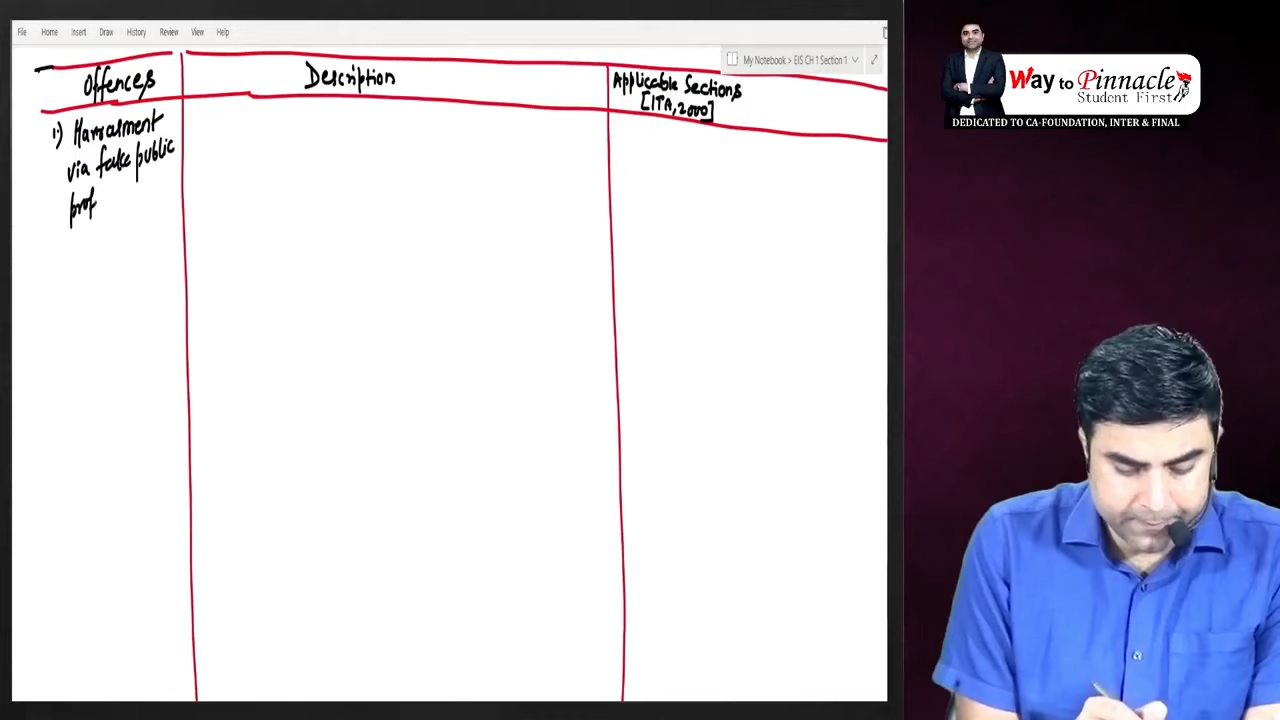 File Home Insert Draw History Review View Help
My Notebook > EIS CH 1 Section 1
Offences Description Applicable Sections
[ITA, 2000]
1) Harrasment
via fake public
prof
Way to Pinnacle
Student First
DEDICATED TO CA-FOUNDATION, INTER & FINAL